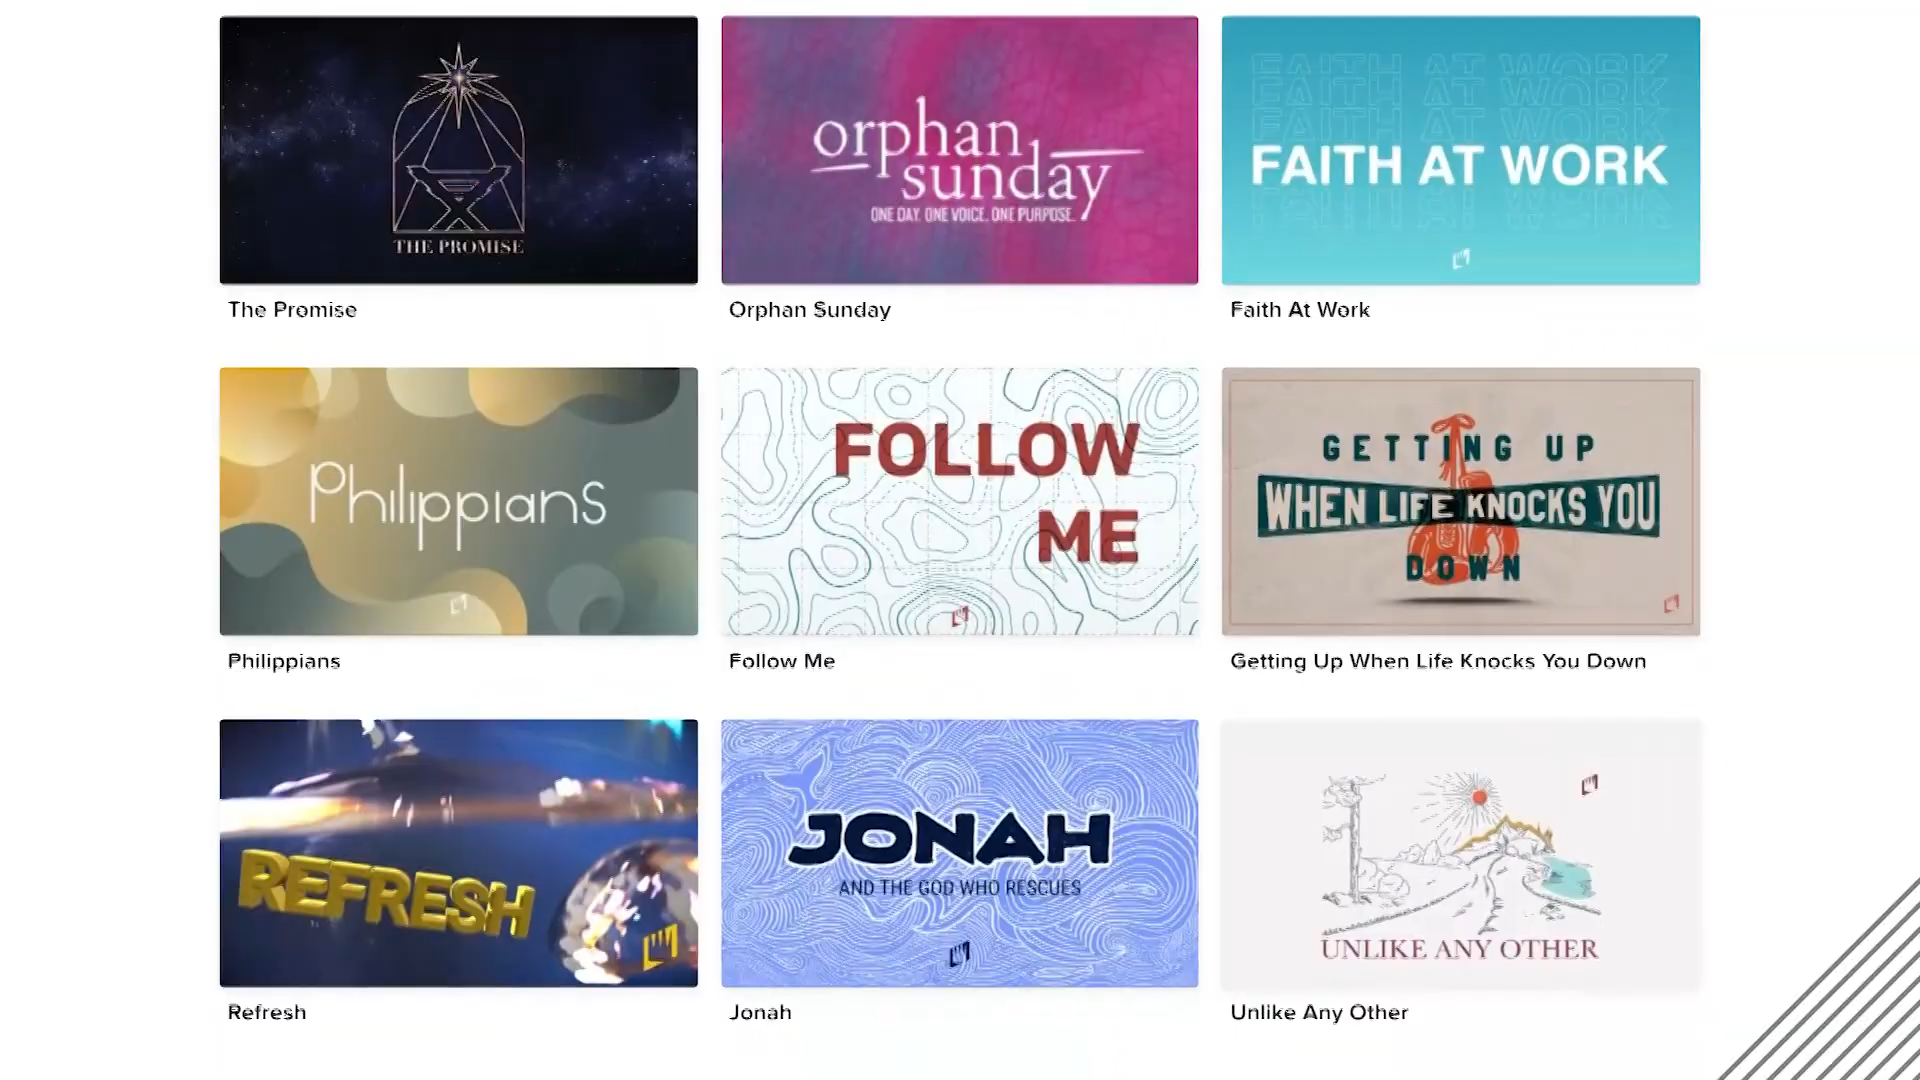 THE PROMISE
The Promise
orphan
sunday
ONE DAY. ONE VOICE. ONE PURPOSE.
Orphan Sunday
FAITH AT WORK
FAITH AT WORK
FAITH AT WORK
FAITH AT WORK
FAITH AT WORK
Faith At Work
Philippians
Philippians
FOLLOW
ME
Follow Me
GETTING UP
WHEN LIFE KNOCKS YOU
DOWN
Getting Up When Life Knocks You Down
REFRESH
Refresh
JONAH
AND THE GOD WHO RESCUES
Jonah
UNLIKE ANY OTHER
Unlike Any Other